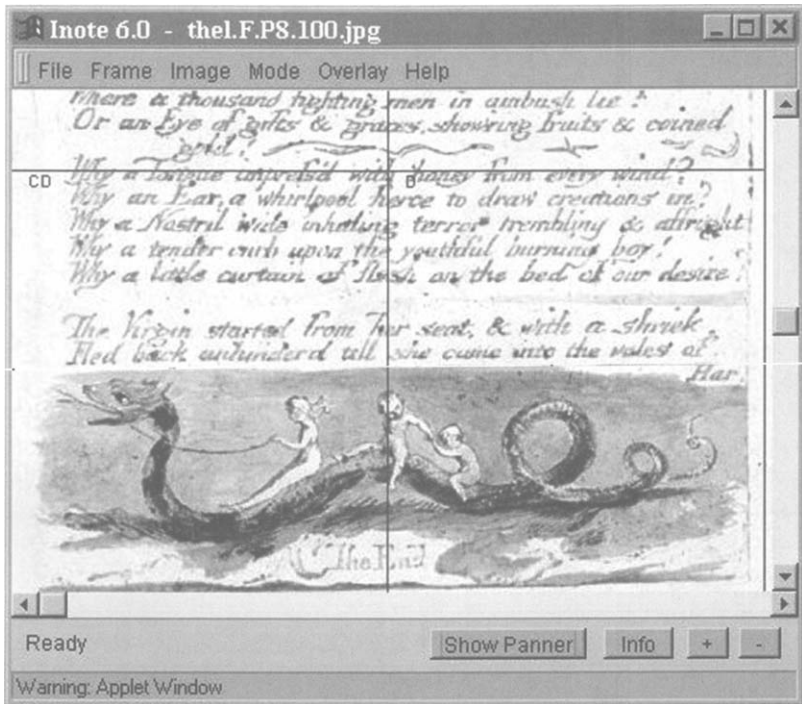 Inote 6.0 - thel.F.P8.100.jpg
File Frame Image Mode Overlay Help
Where a thousand fighting men in ambush lie?
Or an Eye of gifts & graces, showring fruits & coined
gold?
CD B
Why a Tongue impress'd with honey from every wind?
Why an Ear, a whirlpool fierce to draw creations in?
Why a Nostril wide inhaling terror trembling & affright
Why a tender curb upon the youthful burning boy!
Why a little curtain of flesh on the bed of our desire?
The Virgin started from her seat, & with a shriek.
Fled back unhinderd till she came into the vales of
Har.
The End
Ready Show Panner Info + -
Warning: Applet Window